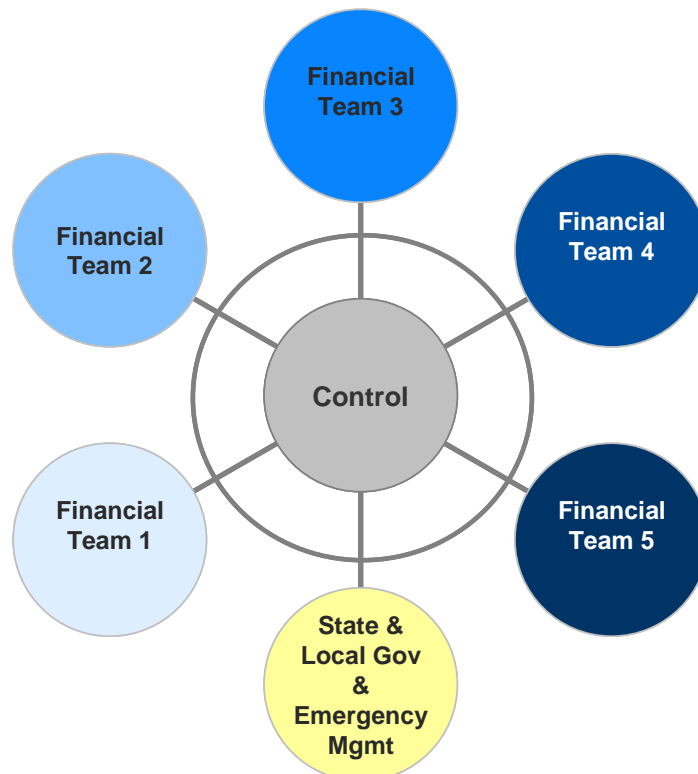 Financial
Team 3
Financial
Team 2
Financial
Team 4
Control
Financial
Team 1
Financial
Team 5
State &
Local Gov
&
Emergency
Mgmt